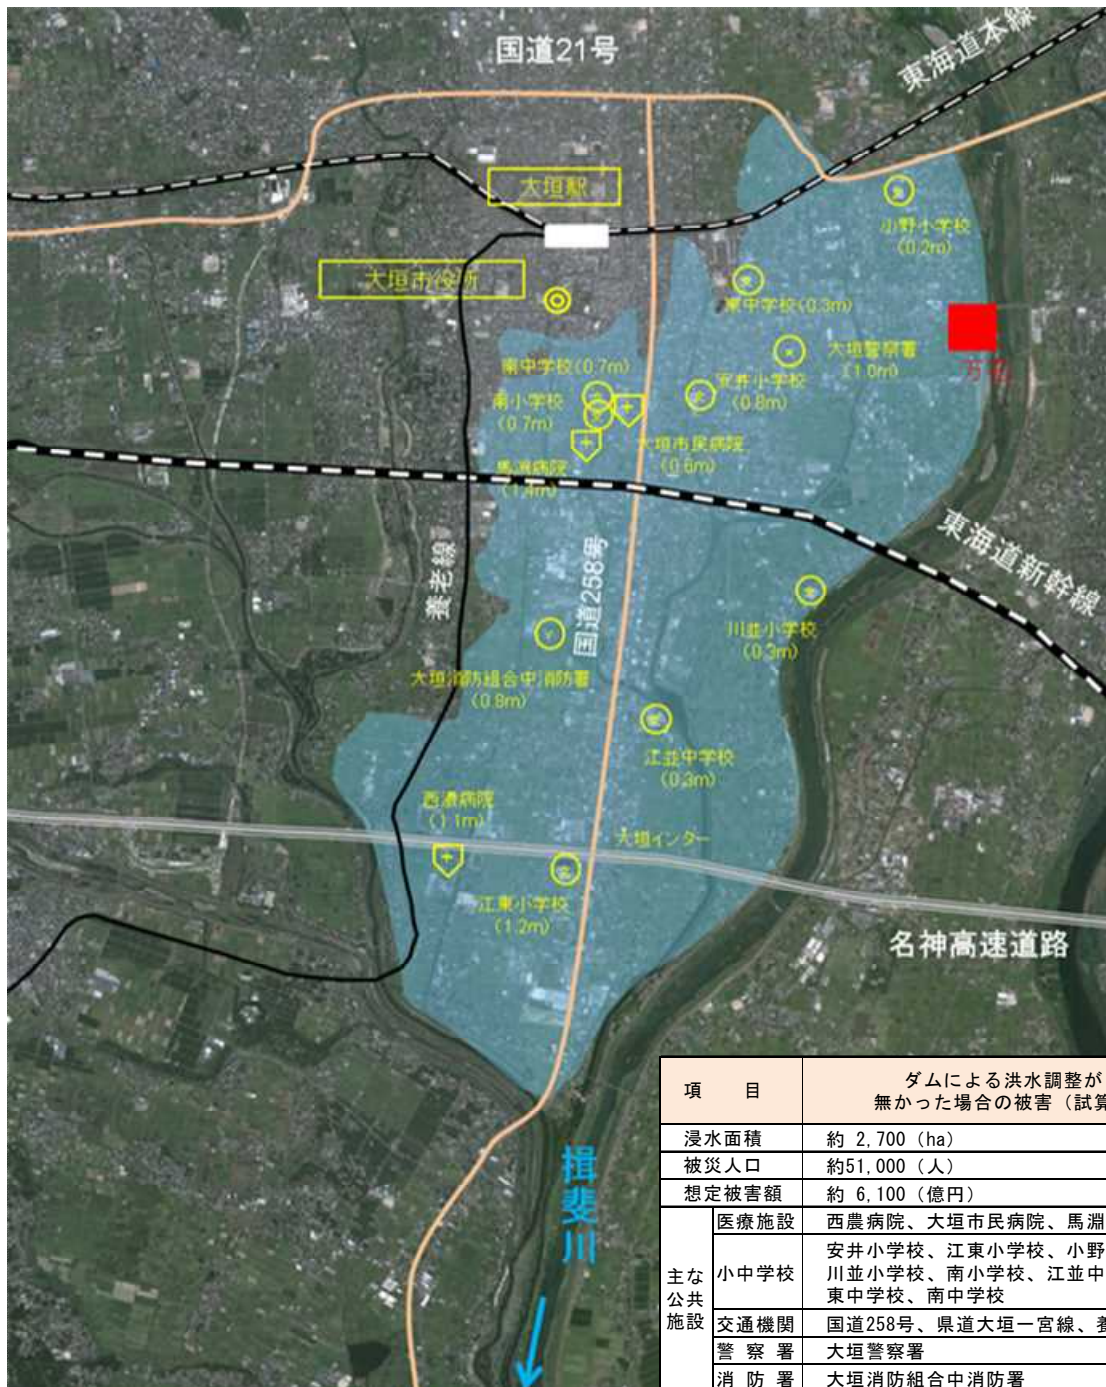 国道21号
東海道本線
大垣駅
小野小学校
(0.2m)
大垣市役所
東中学校(0.3m)
大垣警察署
(1.0m)
万石
南中学校(0.7m)
安井小学校
(0.8m)
南小学校
(0.7m)
大垣市民病院
(0.6m)
馬淵病院
(1.4m)
東海道新幹線
養老線
国道258号
川並小学校
(0.3m)
大垣消防組合中消防署
(0.8m)
江並中学校
(0.3m)
西濃病院
(1.1m)
大垣インター
江東小学校
(1.2m)
名神高速道路
揖斐川
項 目
ダムによる洪水調整が
無かった場合の被害（試算
浸水面積 約 2,700（ha）
被災人口 約51,000（人）
想定被害額 約 6,100（億円）
主な
公共
施設
医療施設 西農病院、大垣市民病院、馬淵
小中学校
安井小学校、江東小学校、小野
川並小学校、南小学校、江並中
東中学校、南中学校
交通機関 国道258号、県道大垣一宮線、養
警察署 大垣警察署
消防署 大垣消防組合中消防署